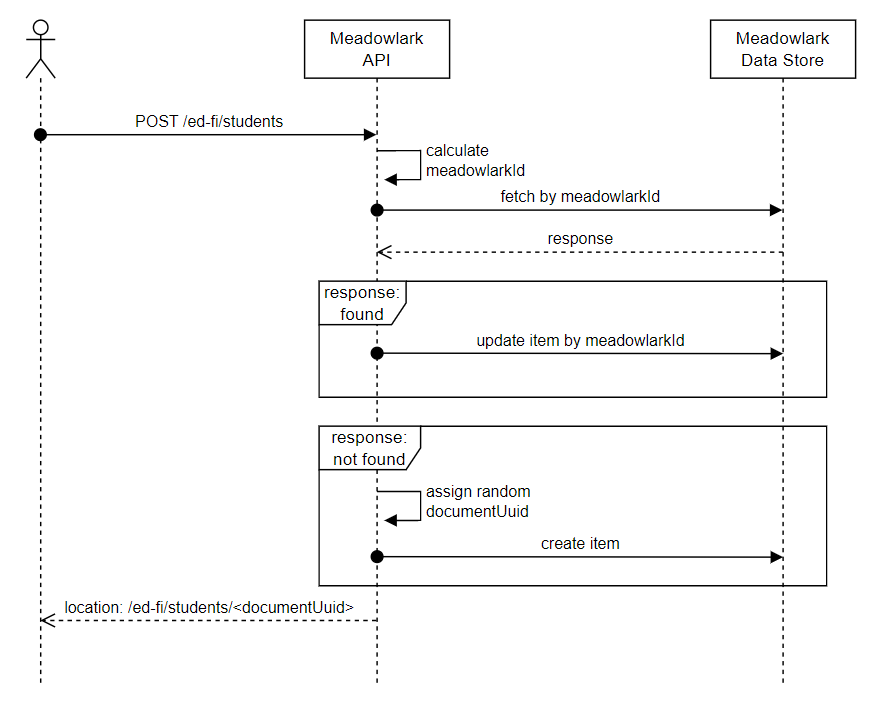 Meadowlark
API
Meadowlark
Data Store
POST /ed-fi/students
calculate
meadowlarkId
fetch by meadowlarkId
response
response:
found
update item by meadowlarkId
response:
not found
assign random
documentUuid
create item
location: /ed-fi/students/<documentUuid>